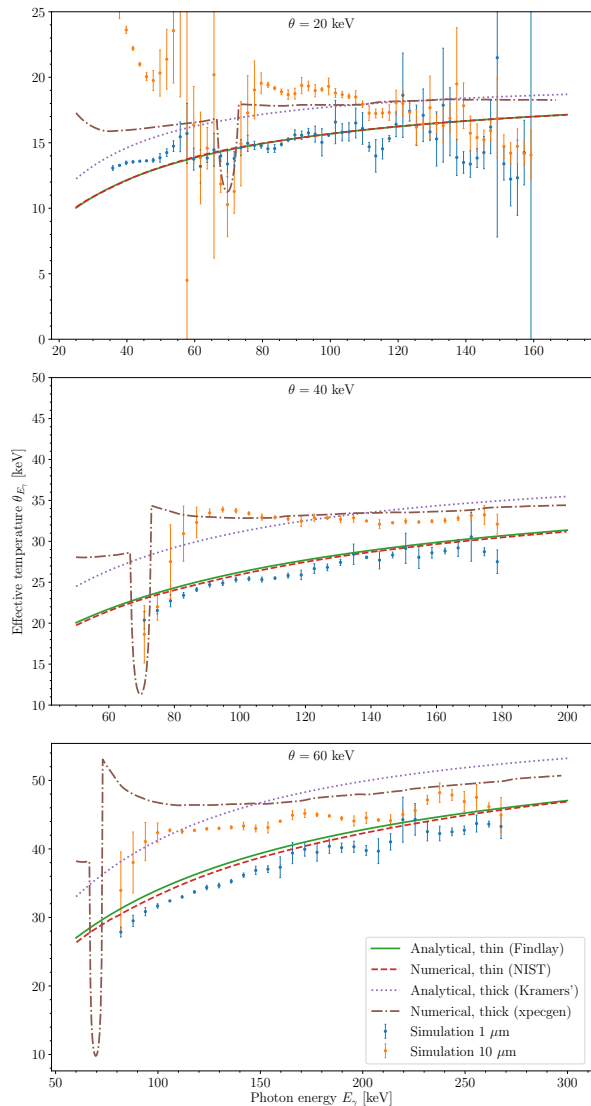 θ = 20 keV
25
20
15
10
5
0
20 40 60 80 100 120 140 160
θ = 40 keV
50
45
40
35
30
25
20
15
10
60 80 100 120 140 160 180 200
Effective temperature θ_{E_γ} [keV]
θ = 60 keV
50
40
30
20
10
50 100 150 200 250 300
Analytical, thin (Findlay)
Numerical, thin (NIST)
Analytical, thick (Kramers')
Numerical, thick (xpecgen)
Simulation 1 μm
Simulation 10 μm
Photon energy E_γ [keV]